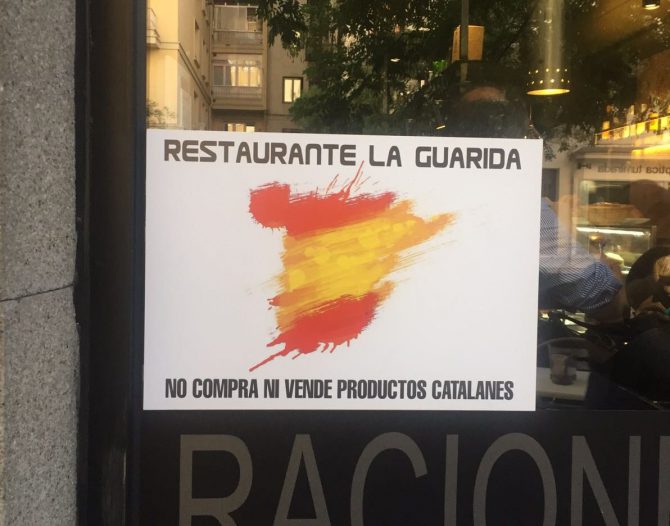 RESTAURANTE LA GUARIDA
NO COMPRA NI VENDE PRODUCTOS CATALANES
RACION